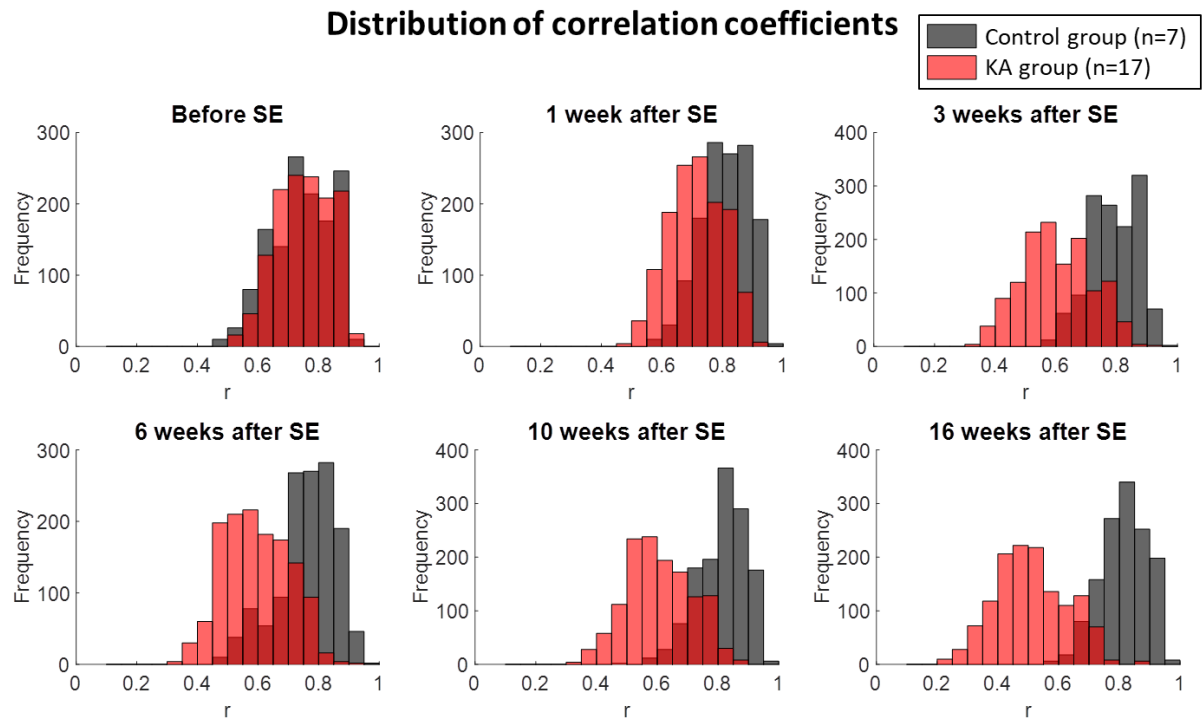 Distribution of correlation coefficients
Control group (n=7)
KA group (n=17)
Before SE
300
200
100
0
Frequency
0 0.2 0.4 0.6 0.8 1
r
1 week after SE
300
200
100
0
Frequency
0 0.2 0.4 0.6 0.8 1
r
3 weeks after SE
400
300
200
100
0
Frequency
0 0.2 0.4 0.6 0.8 1
r
6 weeks after SE
300
200
100
0
Frequency
0 0.2 0.4 0.6 0.8 1
r
10 weeks after SE
400
300
200
100
0
Frequency
0 0.2 0.4 0.6 0.8 1
r
16 weeks after SE
400
300
200
100
0
Frequency
0 0.2 0.4 0.6 0.8 1
r